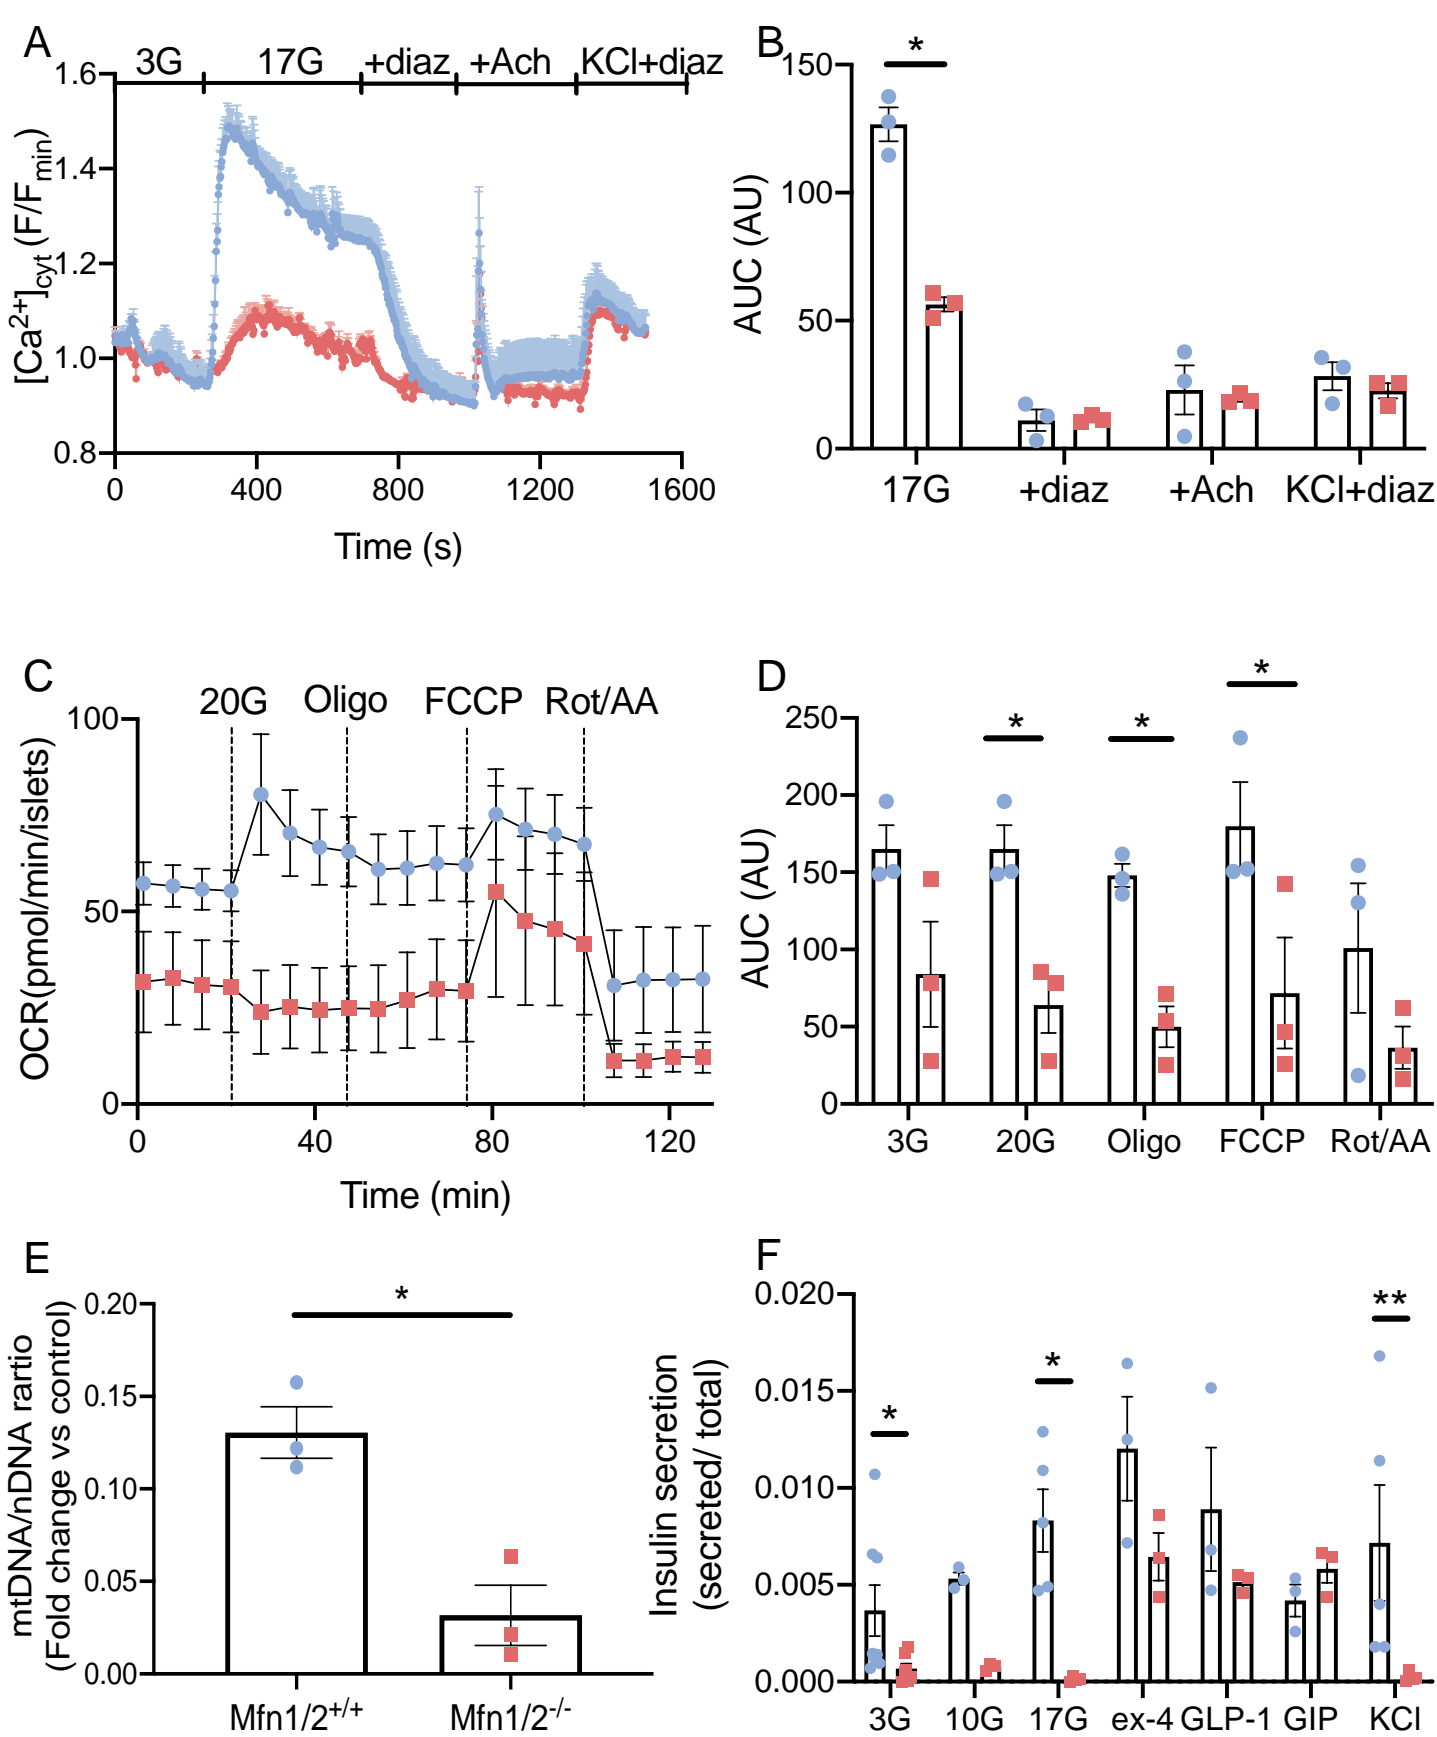 A
3G 17G +diaz +Ach KCl+diaz
1.6
1.4
1.2
1.0
0.8
[Ca2+]cyt (F/Fmin)
0 400 800 1200 1600
Time (s)
B
*
150
100
50
0
AUC (AU)
17G +diaz +Ach KCl+diaz
C
20G Oligo FCCP Rot/AA
100
50
0
OCR(pmol/min/islets)
0 40 80 120
Time (min)
D
* * *
250
200
150
100
50
0
AUC (AU)
3G 20G Oligo FCCP Rot/AA
E
*
0.20
0.15
0.10
0.05
0.00
mtDNA/nDNA rartio
(Fold change vs control)
Mfn1/2+/+ Mfn1/2-/-
F
* * **
0.020
0.015
0.010
0.005
0.000
Insulin secretion
(secreted/ total)
3G 10G 17G ex-4 GLP-1 GIP KCl